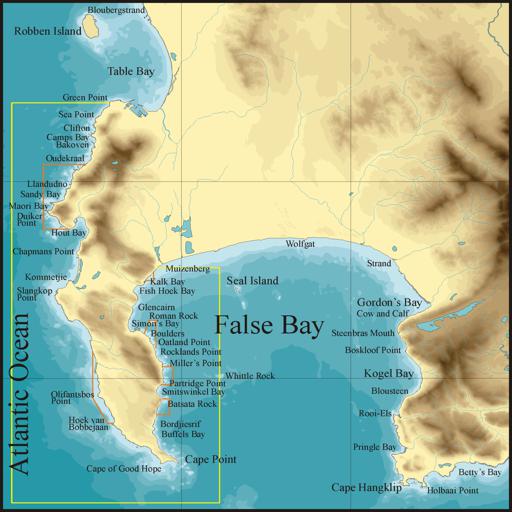 Bloubergstrand
Robben Island
Table Bay
Green Point
Sea Point
Clifton
Camps Bay
Bakoven
Oudekraal
Llandudno
Sandy Bay
Maori Bay
Duiker
Point
Hout Bay
Chapmans Point
Kommetjie
Slangkop
Point
Wolfgat
Muizenberg
Strand
Kalk Bay
Fish Hoek Bay
Seal Island
Glencairn
Roman Rock
Simon's Bay
Boulders
Oatland Point
Rocklands Point
Miller's Point
False Bay
Gordon's Bay
Cow and Calf
Steenbras Mouth
Boskloof Point
Whittle Rock
Kogel Bay
Partridge Point
Smitswinkel Bay
Batsata Rock
Blousteen
Olifantsbos
Point
Rooi-Els
Hoek van
Bobbejaan
Bordjiesrif
Buffels Bay
Pringle Bay
Cape Point
Cape of Good Hope
Betty's Bay
Cape Hangklip
Holbaai Point
Atlantic Ocean